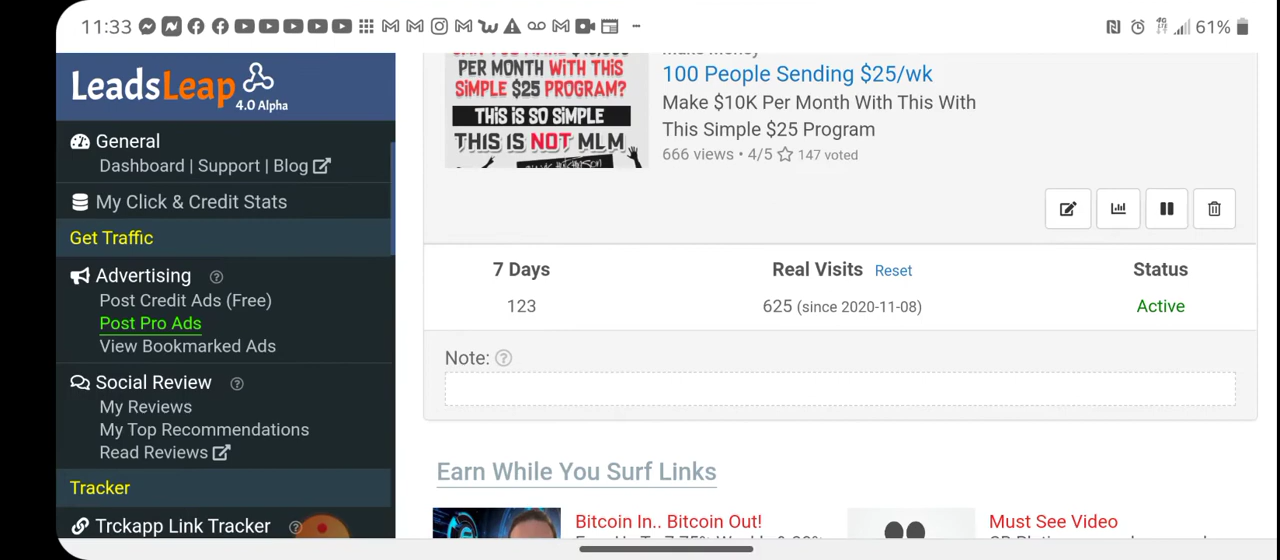 11:33
61%
LeadsLeap
4.0 Alpha
General
Dashboard | Support | Blog
My Click & Credit Stats
Get Traffic
Advertising
Post Credit Ads (Free)
Post Pro Ads
View Bookmarked Ads
Social Review
My Reviews
My Top Recommendations
Read Reviews
Tracker
Trckapp Link Tracker
PER MONTH WITH THIS
SIMPLE $25 PROGRAM?
THIS IS SO SIMPLE
THIS IS NOT MLM
Make Money
100 People Sending $25/wk
Make $10K Per Month With This With
This Simple $25 Program
666 views • 4/5 147 voted
7 Days
Real Visits Reset
Status
123
625 (since 2020-11-08)
Active
Note:
Earn While You Surf Links
Bitcoin In.. Bitcoin Out!
Must See Video